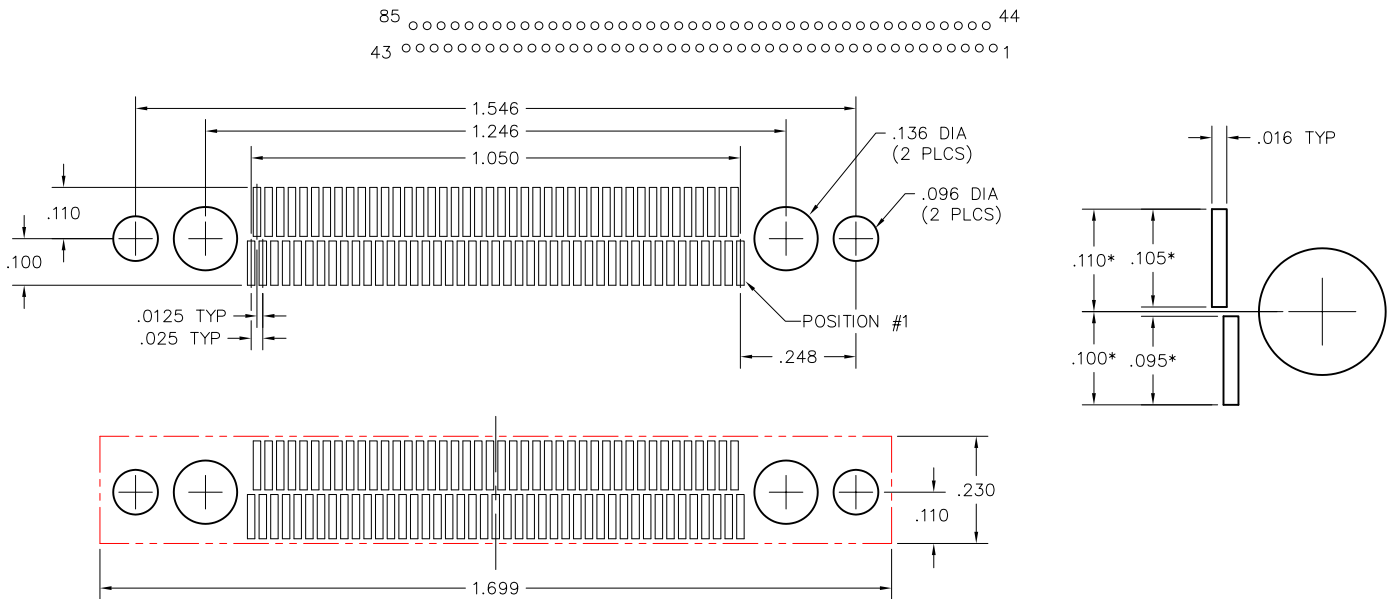 85 44
43 1
1.546
1.246
1.050
.136 DIA
(2 PLCS)
.096 DIA
(2 PLCS)
.016 TYP
.110
.100
.0125 TYP
.025 TYP
POSITION #1
.248
.110* .105*
.100* .095*
.230
.110
1.699